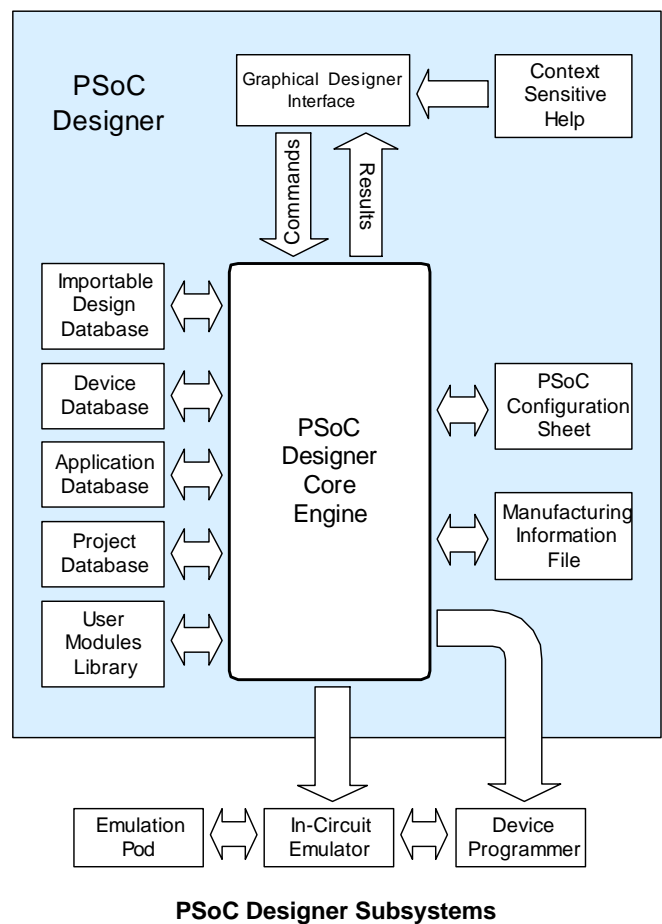 PSoC
Designer
Graphical Designer
Interface
Context
Sensitive
Help
Commands
Results
Importable
Design
Database
Device
Database
Application
Database
Project
Database
User
Modules
Library
PSoC
Designer
Core
Engine
PSoC
Configuration
Sheet
Manufacturing
Information
File
Emulation
Pod
In-Circuit
Emulator
Device
Programmer
PSoC Designer Subsystems